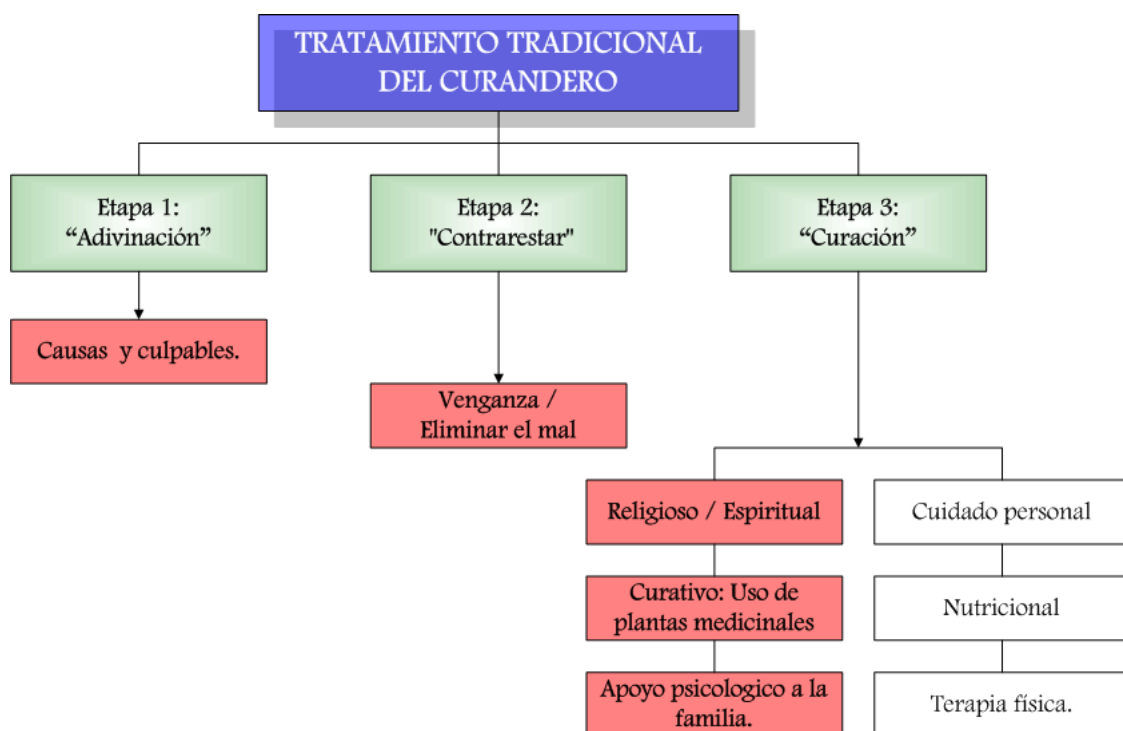 TRATAMIENTO TRADICIONAL
DEL CURANDERO
Etapa 1:
“Adivinación”
Etapa 2:
"Contrarestar"
Etapa 3:
“Curación”
Causas y culpables.
Venganza /
Eliminar el mal
Religioso / Espiritual
Cuidado personal
Curativo: Uso de
plantas medicinales
Nutricional
Apoyo psicologico a la
familia.
Terapia física.